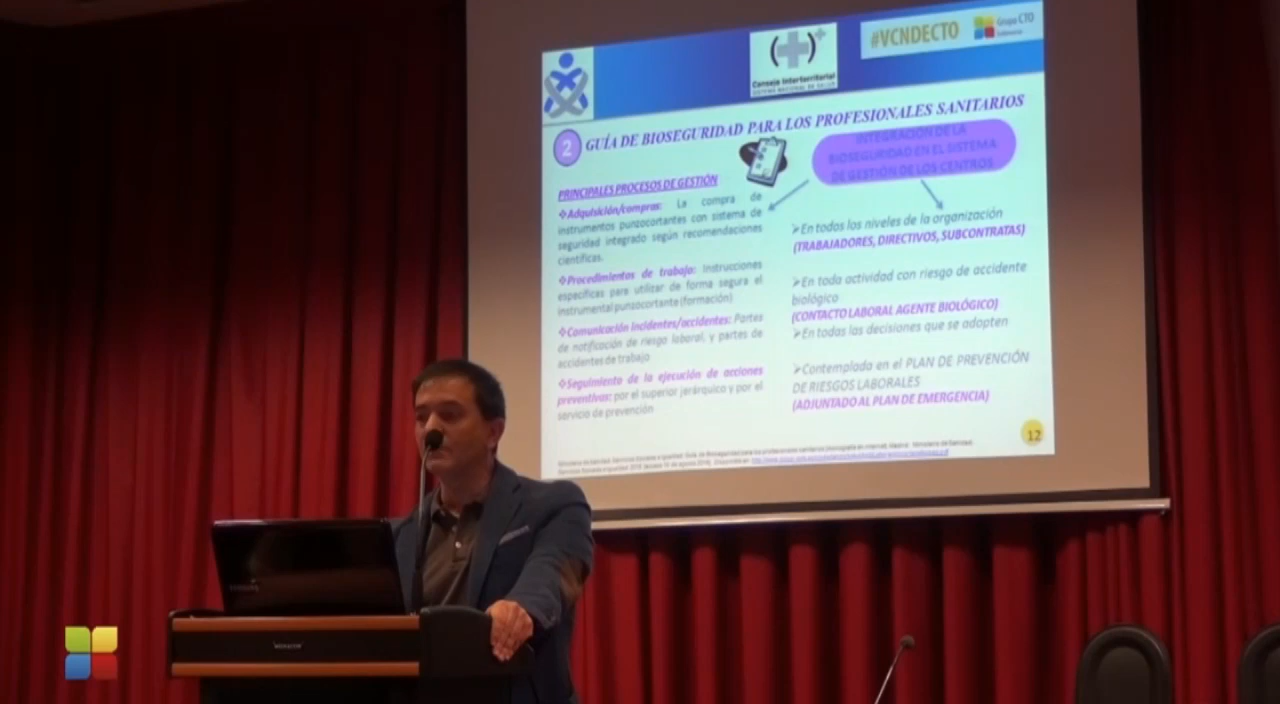 #VCNDECTO
Grupo CTO
Consejo Interterritorial
SISTEMA NACIONAL DE SALUD
2
GUÍA DE BIOSEGURIDAD PARA LOS PROFESIONALES SANITARIOS
INTEGRACIÓN DE LA
BIOSEGURIDAD EN EL SISTEMA
DE GESTIÓN DE LOS CENTROS
PRINCIPALES PROCESOS DE GESTIÓN
❖Adquisición/compras: La compra de
instrumentos punzocortantes con sistema de
seguridad integrado según recomendaciones
científicas.
❖Procedimientos de trabajo: Instrucciones
específicas para utilizar de forma segura el
instrumental punzocortante (formación)
❖Comunicación incidentes/accidentes: Partes
de notificación de riesgo laboral, y partes de
accidentes de trabajo
❖Seguimiento de la ejecución de acciones
preventivas: por el superior jerárquico y por el
servicio de prevención
➢En todos los niveles de la organización
(TRABAJADORES, DIRECTIVOS, SUBCONTRATAS)
➢En toda actividad con riesgo de accidente
biológico
(CONTACTO LABORAL AGENTE BIOLÓGICO)
➢En todas las decisiones que se adopten
➢Contemplada en el PLAN DE PREVENCIÓN
DE RIESGOS LABORALES
(ADJUNTADO AL PLAN DE EMERGENCIA)
12